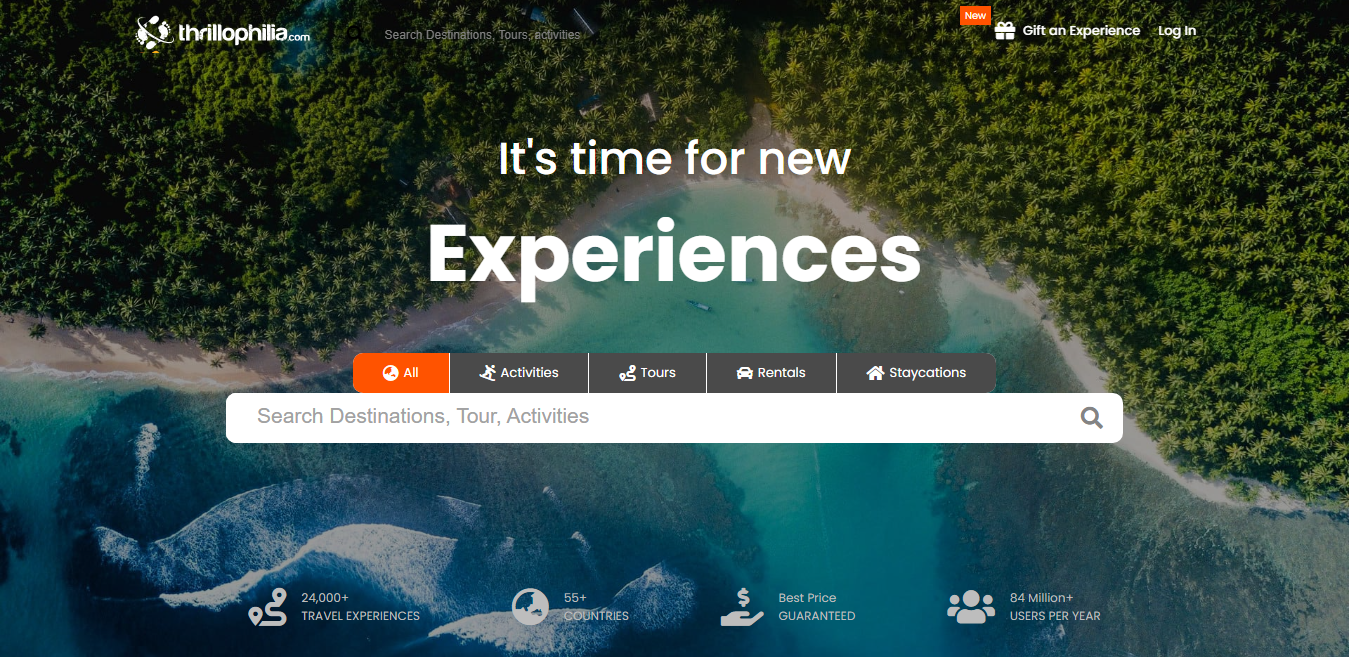 thrillophilia.com
Search Destinations, Tours, activities
New
Gift an Experience
Log In
It's time for new
Experiences
All
Activities
Tours
Rentals
Staycations
Search Destinations, Tour, Activities
24,000+
TRAVEL EXPERIENCES
55+
COUNTRIES
Best Price
GUARANTEED
84 Million+
USERS PER YEAR